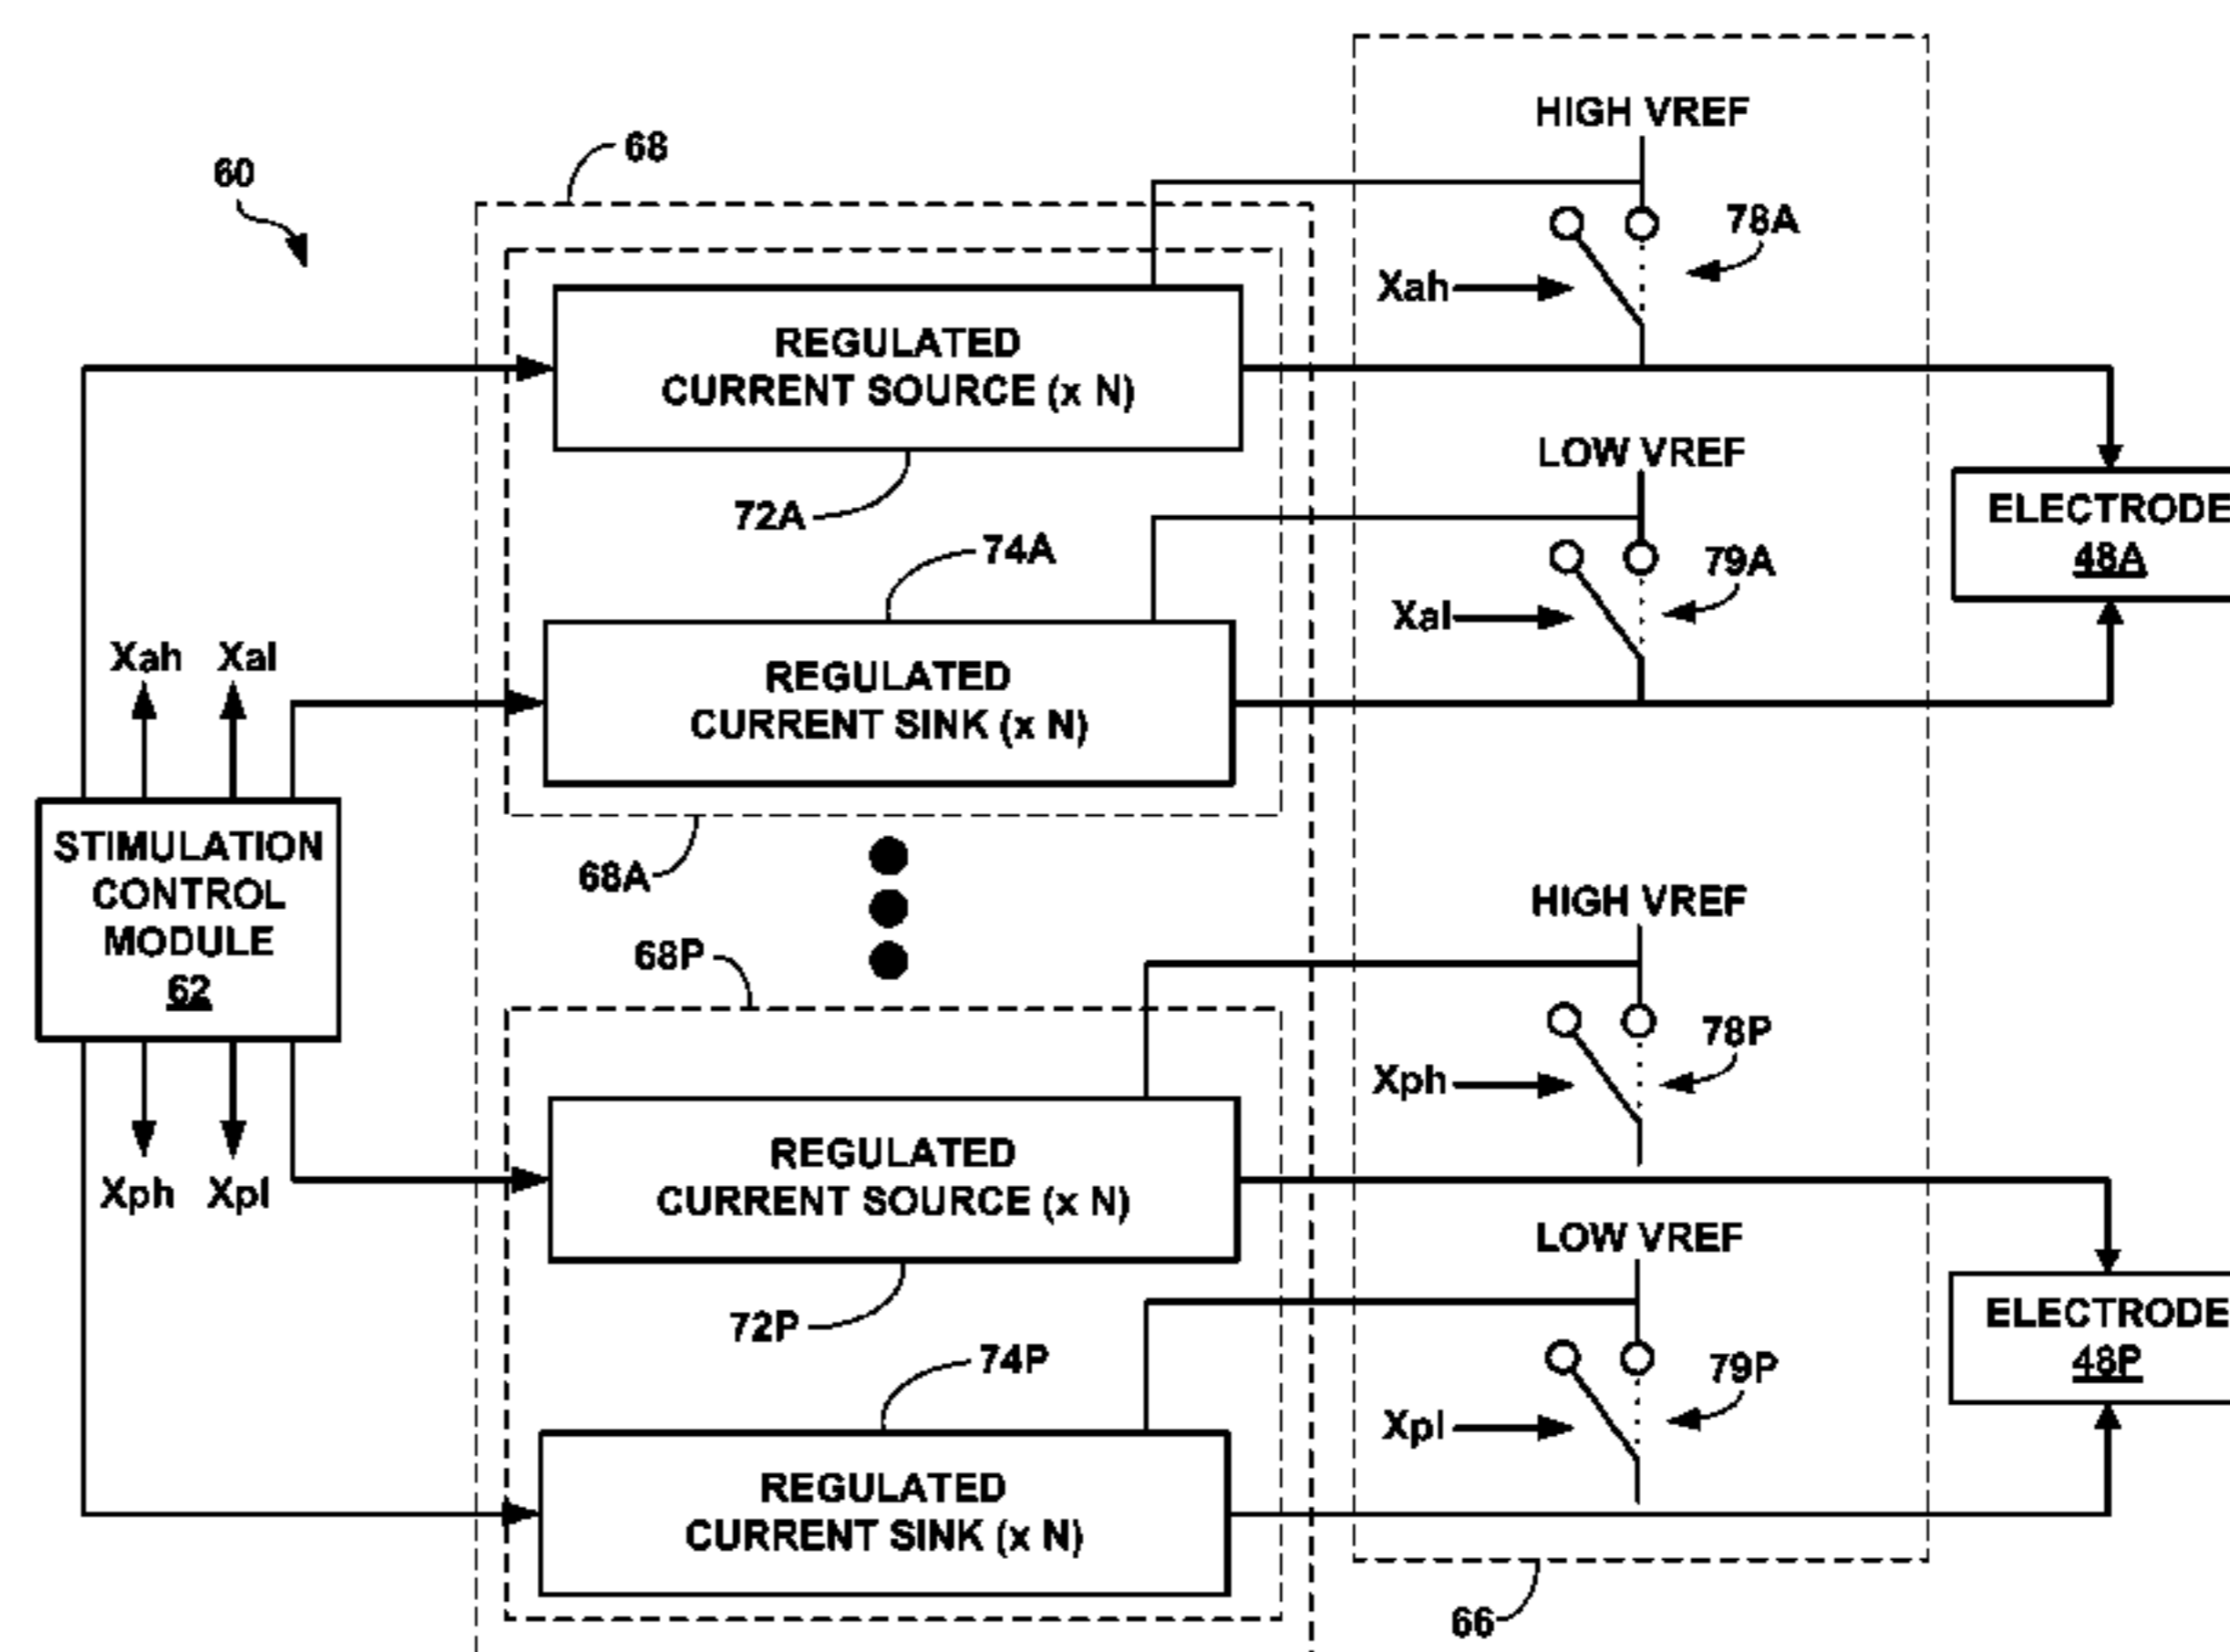 HIGH VREF
68
60
78A
Xah
REGULATED
CURRENT SOURCE (x N)
LOW VREF
ELECTRODE
48A
72A
74A
79A
Xal
Xah Xal
REGULATED
CURRENT SINK (x N)
STIMULATION
CONTROL
MODULE
62
68A
HIGH VREF
68P
78P
Xph
REGULATED
CURRENT SOURCE (x N)
Xph Xpl
LOW VREF
ELECTRODE
48P
72P
74P
79P
Xpl
REGULATED
CURRENT SINK (x N)
66